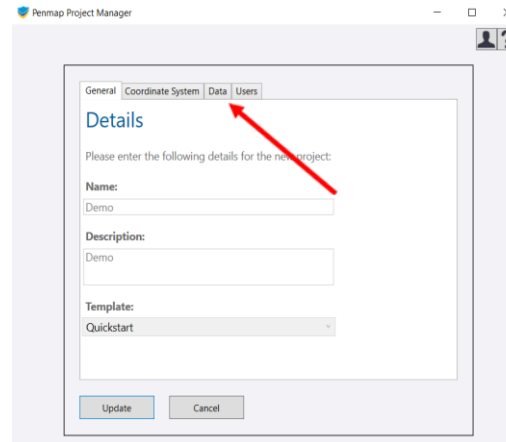 Penmap Project Manager
General Coordinate System Data Users
Details
Please enter the following details for the new project:
Name:
Demo
Description:
Demo
Template:
Quickstart
Update Cancel